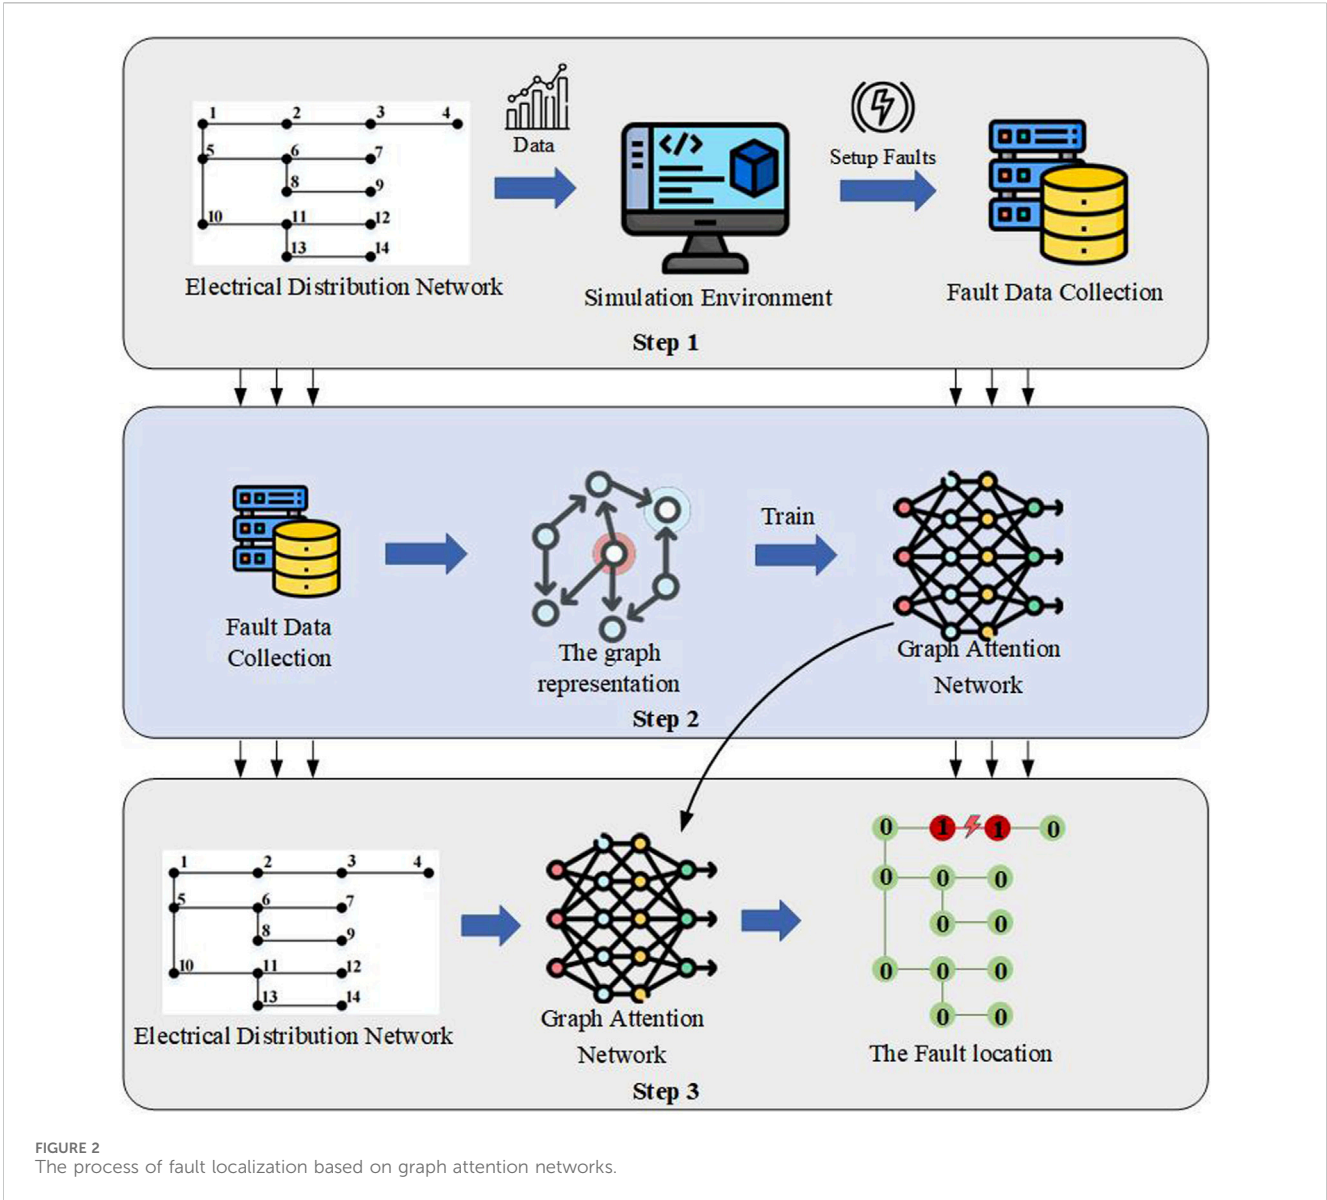 Data
Setup Faults
1 2 3 4
5 6 7
8 9
10 11 12
13 14
Electrical Distribution Network
Simulation Environment
Fault Data Collection
Step 1
Train
Fault Data
Collection
The graph
representation
Graph Attention
Network
Step 2
1 2 3 4
5 6 7
8 9
10 11 12
13 14
Electrical Distribution Network
Graph Attention
Network
0 1 1 0
0 0 0
0 0
0 0 0
0 0
The Fault location
Step 3
FIGURE 2
The process of fault localization based on graph attention networks.